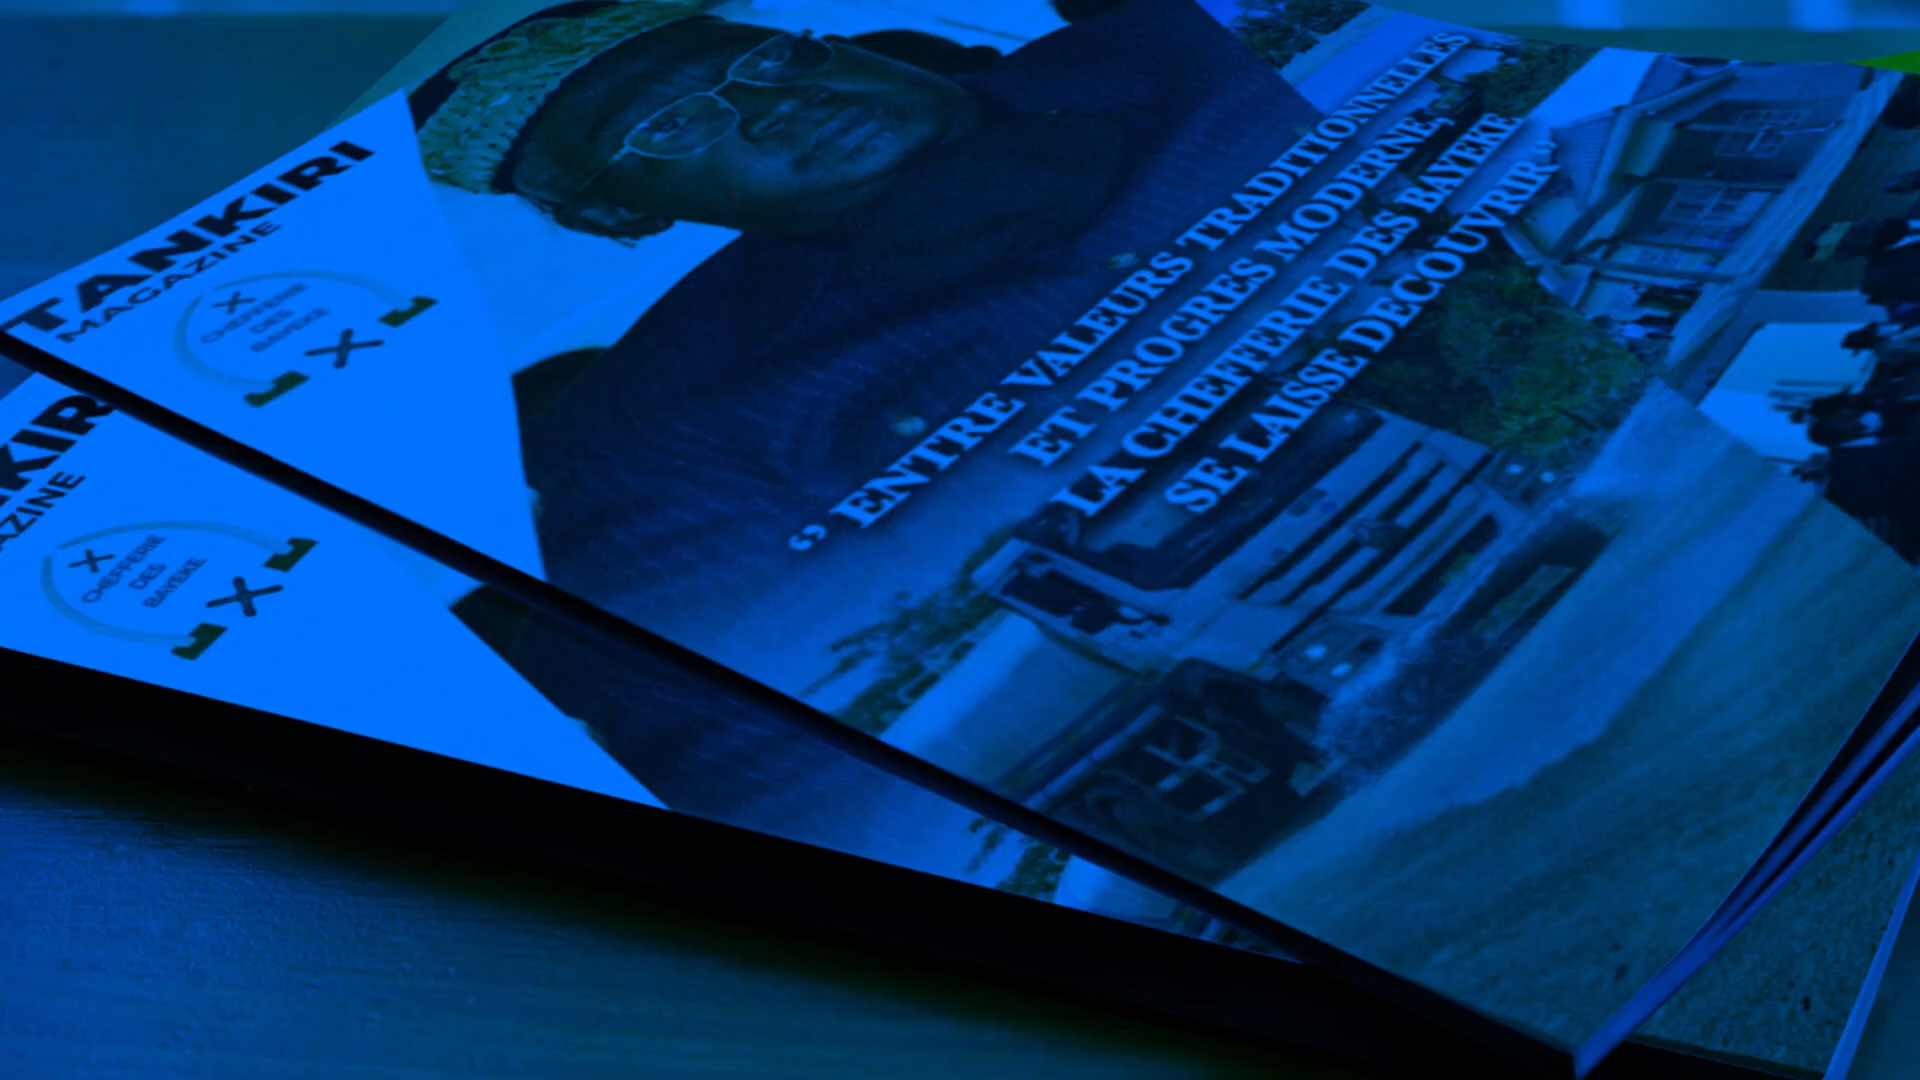 TANKIRI
MAGAZINE
CHEFFERIE
DES
BAYEKE
“ ENTRE VALEURS TRADITIONNELLES
ET PROGRES MODERNE,
LA CHEFFERIE DES BAYEKE
SE LAISSE DECOUVRIR“
KIR
AZINE
CHEFFERIE
DES
BAYEKE